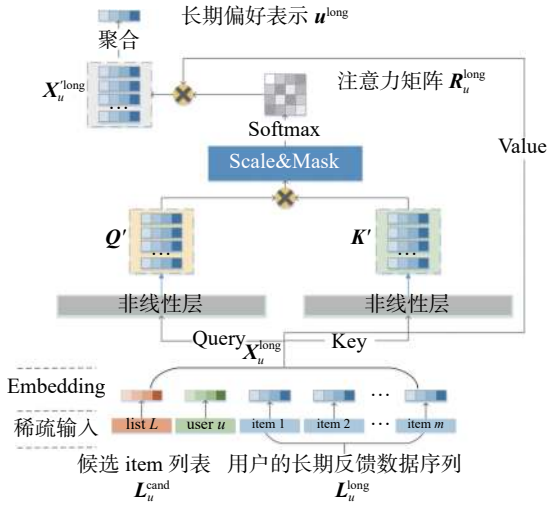 长期偏好表示 u^long
聚合
X_u^'long
...
注意力矩阵 R_u^long
Softmax
Value
Scale&Mask
Q′
...
K′
...
非线性层
非线性层
Query
Key
X_u^long
Embedding
...
稀疏输入
list L
user u
item 1
item 2
...
item m
候选 item 列表
用户的长期反馈数据序列
L_u^cand
L_u^long